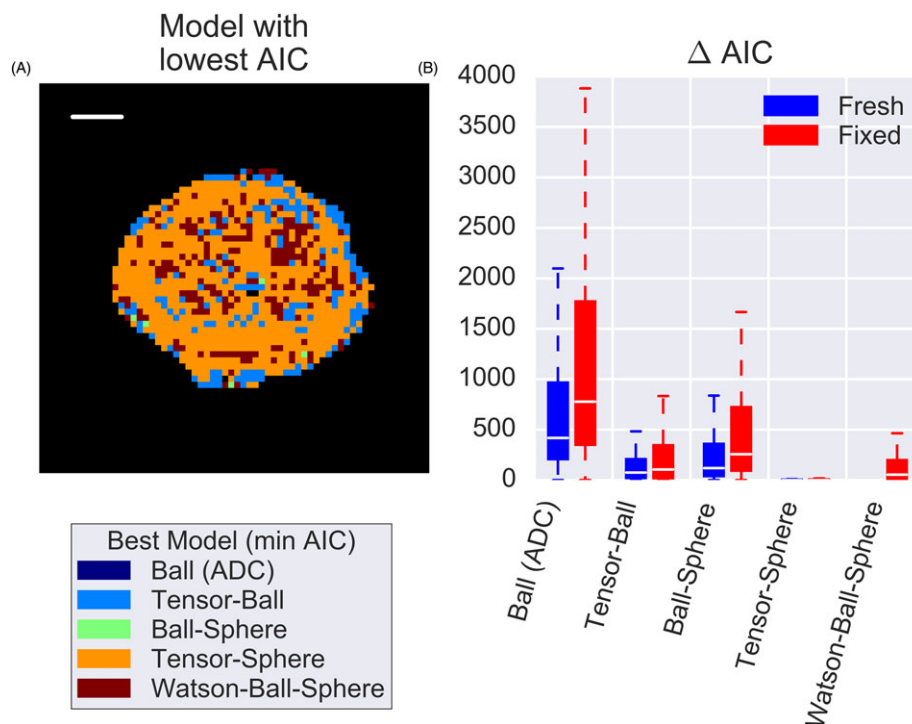 Model with
lowest AIC
(A)
(B)
Δ AIC
4000
3500
3000
2500
2000
1500
1000
500
0
Fresh
Fixed
Ball (ADC)
Tensor-Ball
Ball-Sphere
Tensor-Sphere
Watson-Ball-Sphere
Best Model (min AIC)
Ball (ADC)
Tensor-Ball
Ball-Sphere
Tensor-Sphere
Watson-Ball-Sphere